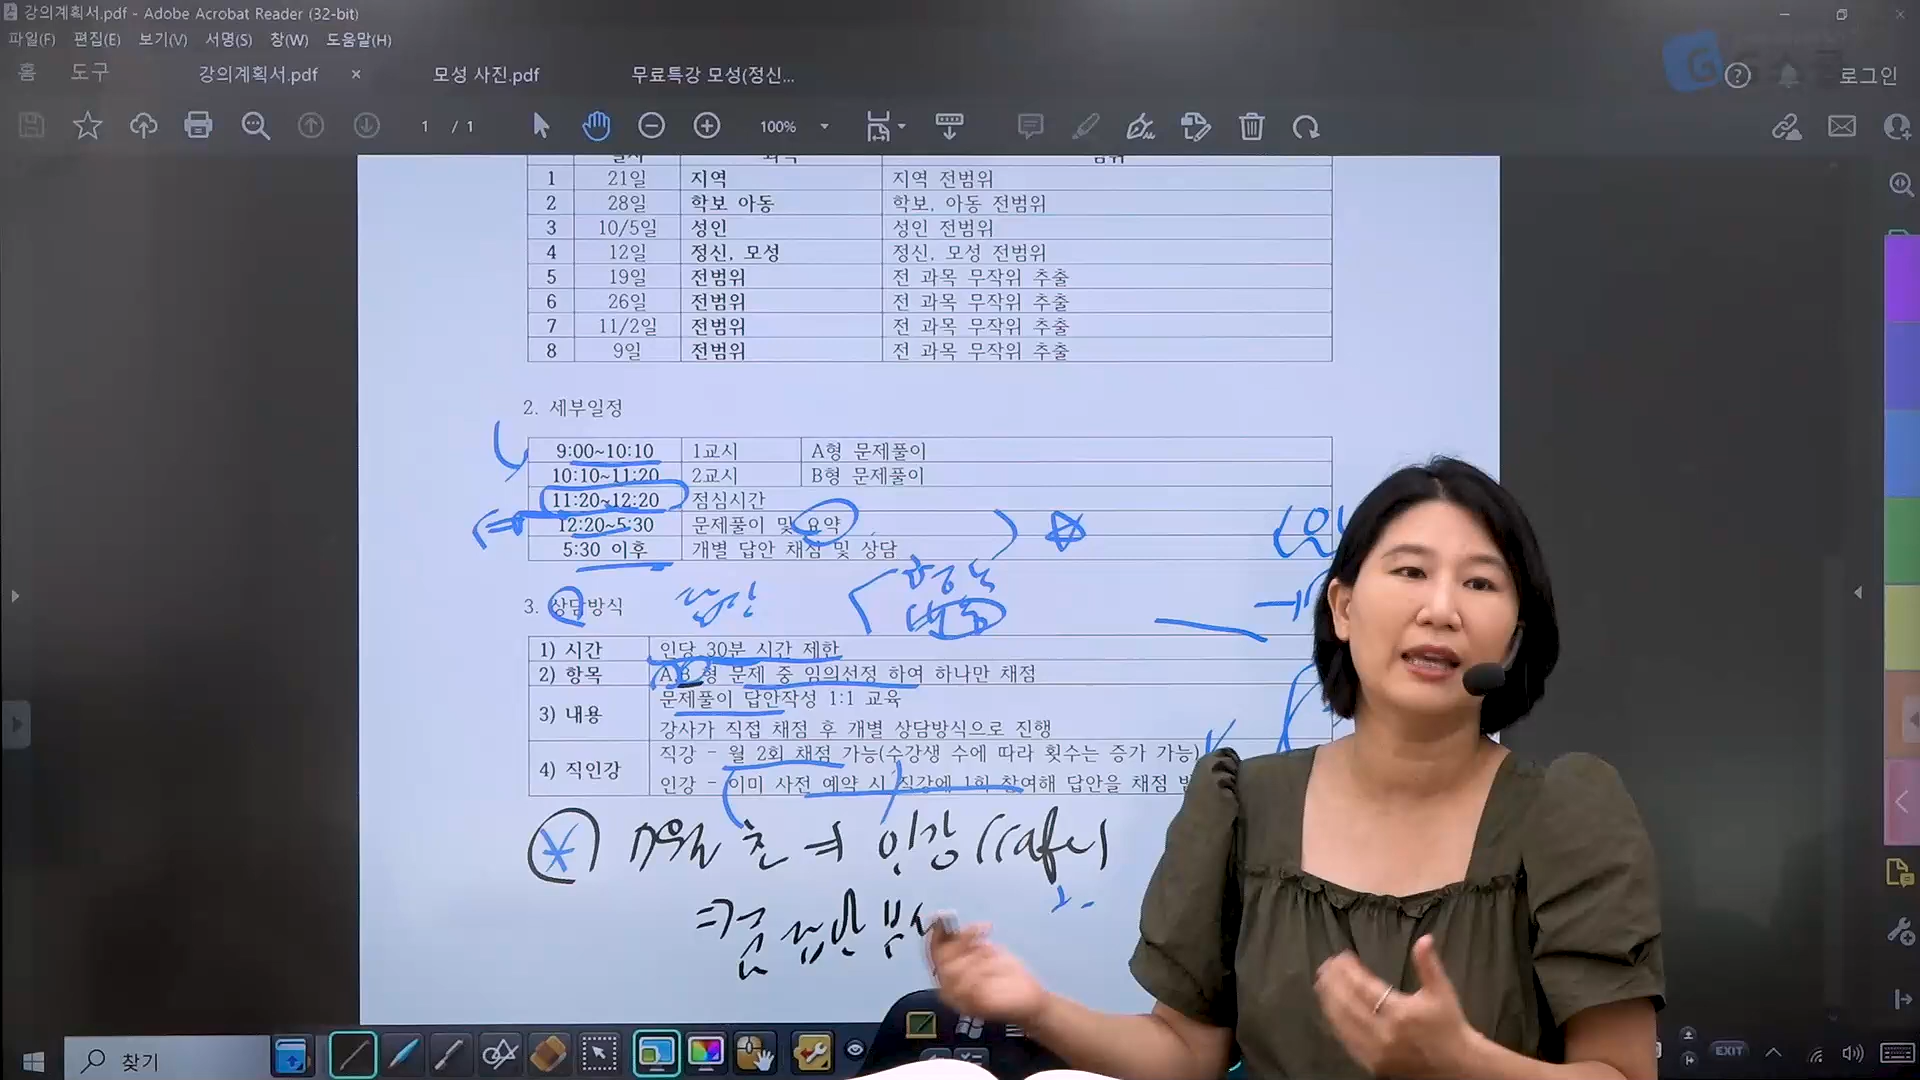 강의계획서.pdf - Adobe Acrobat Reader (32-bit)
파일(F) 편집(E) 보기(V) 서명(S) 창(W) 도움말(H)
홈 도구 강의계획서.pdf × 모성 사진.pdf 무료특강 모성(정신... 로그인
1 / 1 100%
1 21일 지역 지역 전범위
2 28일 학보 아동 학보, 아동 전범위
3 10/5일 성인 성인 전범위
4 12일 정신, 모성 정신, 모성 전범위
5 19일 전범위 전 과목 무작위 추출
6 26일 전범위 전 과목 무작위 추출
7 11/2일 전범위 전 과목 무작위 추출
8 9일 전범위 전 과목 무작위 추출
2. 세부일정
9:00~10:10 1교시 A형 문제풀이
10:10~11:20 2교시 B형 문제풀이
11:20~12:20 점심시간
12:20~5:30 문제풀이 및 요약
5:30 이후 개별 답안 채점 및 상담
답안
3. 상담방식
1) 시간 인당 30분 시간 제한
2) 항목 A,B 형 문제 중 임의선정 하여 하나만 채점
3) 내용 문제풀이 답안작성 1:1 교육
강사가 직접 채점 후 개별 상담방식으로 진행
4) 직인강 직강 - 월 2회 채점 가능(수강생 수에 따라 횟수는 증가 가능)
인강 - 이미 사전 예약 시 직강에 1회 참여해 답안을 채점
초 ⇒ 인강
답안
찾기 EXIT